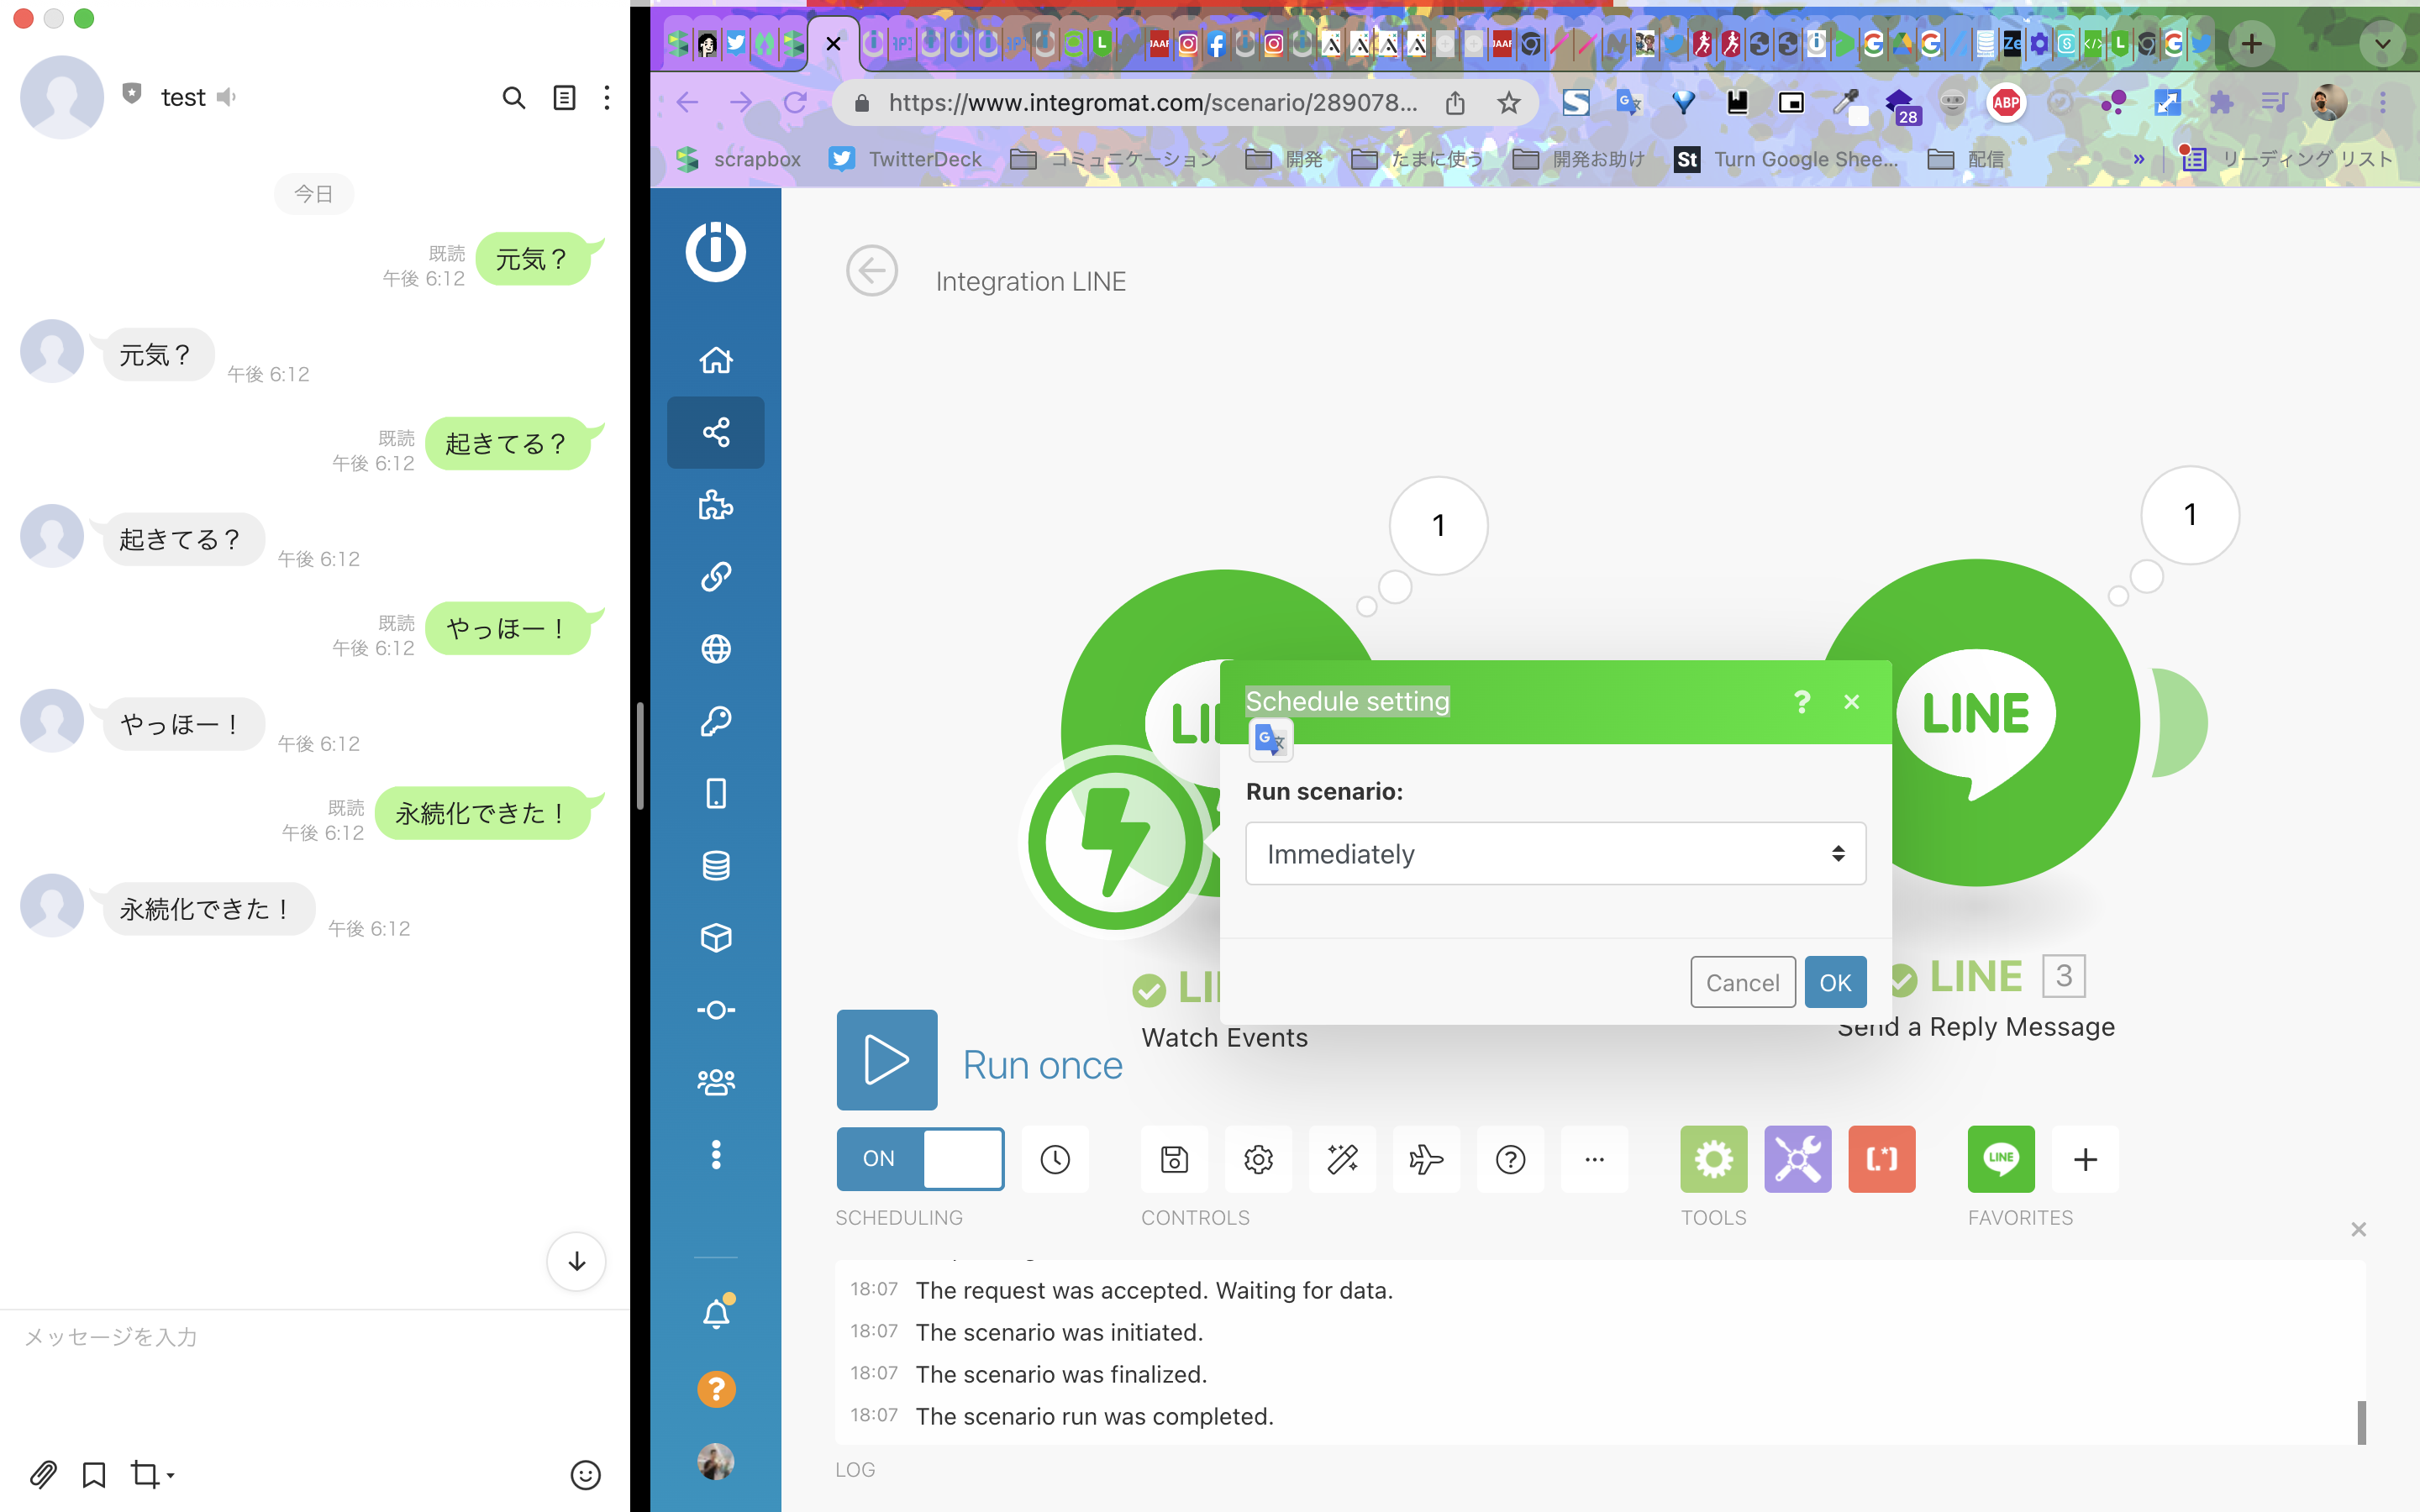 test
今日
元気？
既読
午後 6:12
元気？
午後 6:12
起きてる？
既読
午後 6:12
起きてる？
午後 6:12
やっほー！
既読
午後 6:12
やっほー！
午後 6:12
永続化できた！
既読
午後 6:12
永続化できた！
午後 6:12
メッセージを入力
https://www.integromat.com/scenario/289078...
28
ABP
scrapbox
TwitterDeck
コミュニケーション
開発
たまに使う
開発お助け
St
Turn Google Shee...
配信
»
リーディング リスト
Integration LINE
1
1
LINE
Schedule setting
?
Run scenario:
Immediately
Cancel
OK
LINE 3
Watch Events
Send a Reply Message
Run once
ON
LINE
SCHEDULING
CONTROLS
TOOLS
FAVORITES
18:07 The request was accepted. Waiting for data.
18:07 The scenario was initiated.
18:07 The scenario was finalized.
18:07 The scenario run was completed.
LOG